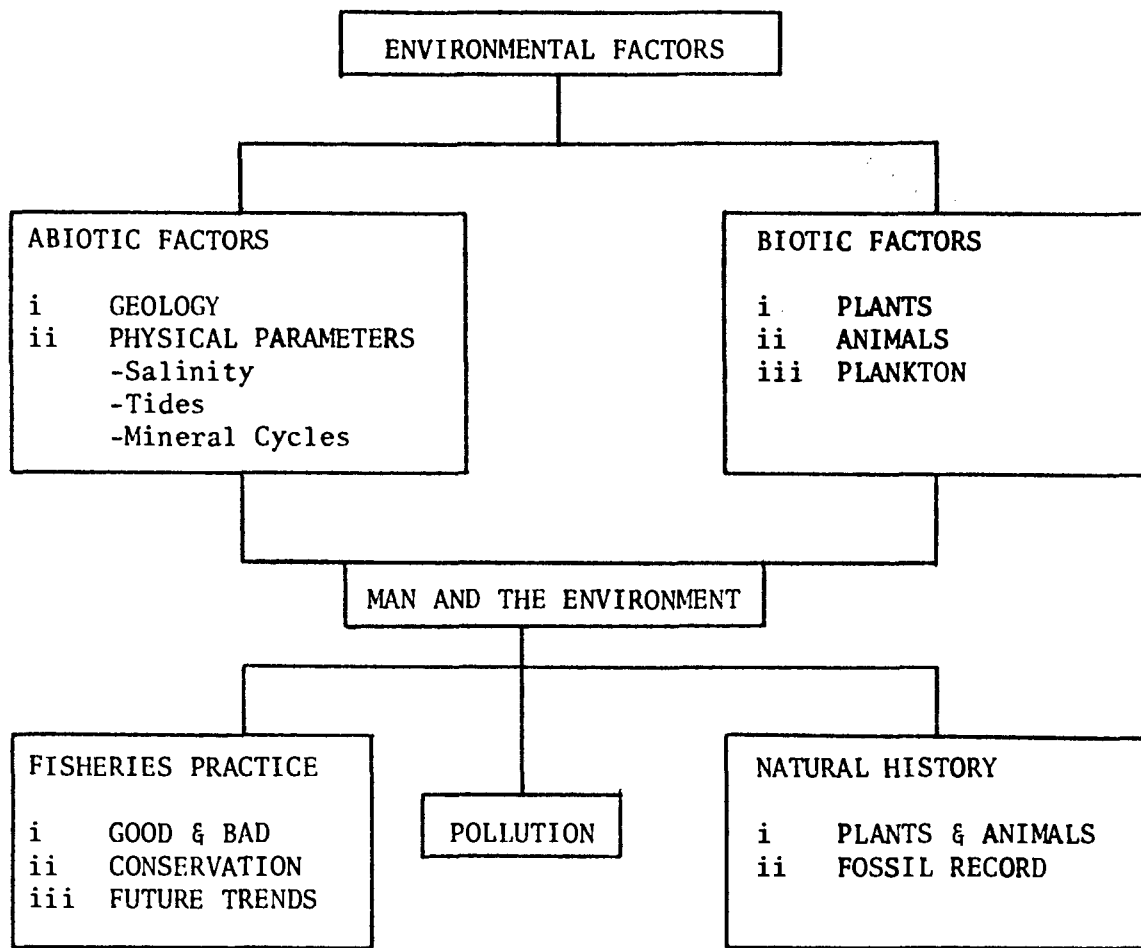 ENVIRONMENTAL FACTORS
ABIOTIC FACTORS
i GEOLOGY
ii PHYSICAL PARAMETERS
-Salinity
-Tides
-Mineral Cycles
BIOTIC FACTORS
i PLANTS
ii ANIMALS
iii PLANKTON
MAN AND THE ENVIRONMENT
FISHERIES PRACTICE
i GOOD & BAD
ii CONSERVATION
iii FUTURE TRENDS
POLLUTION
NATURAL HISTORY
i PLANTS & ANIMALS
ii FOSSIL RECORD